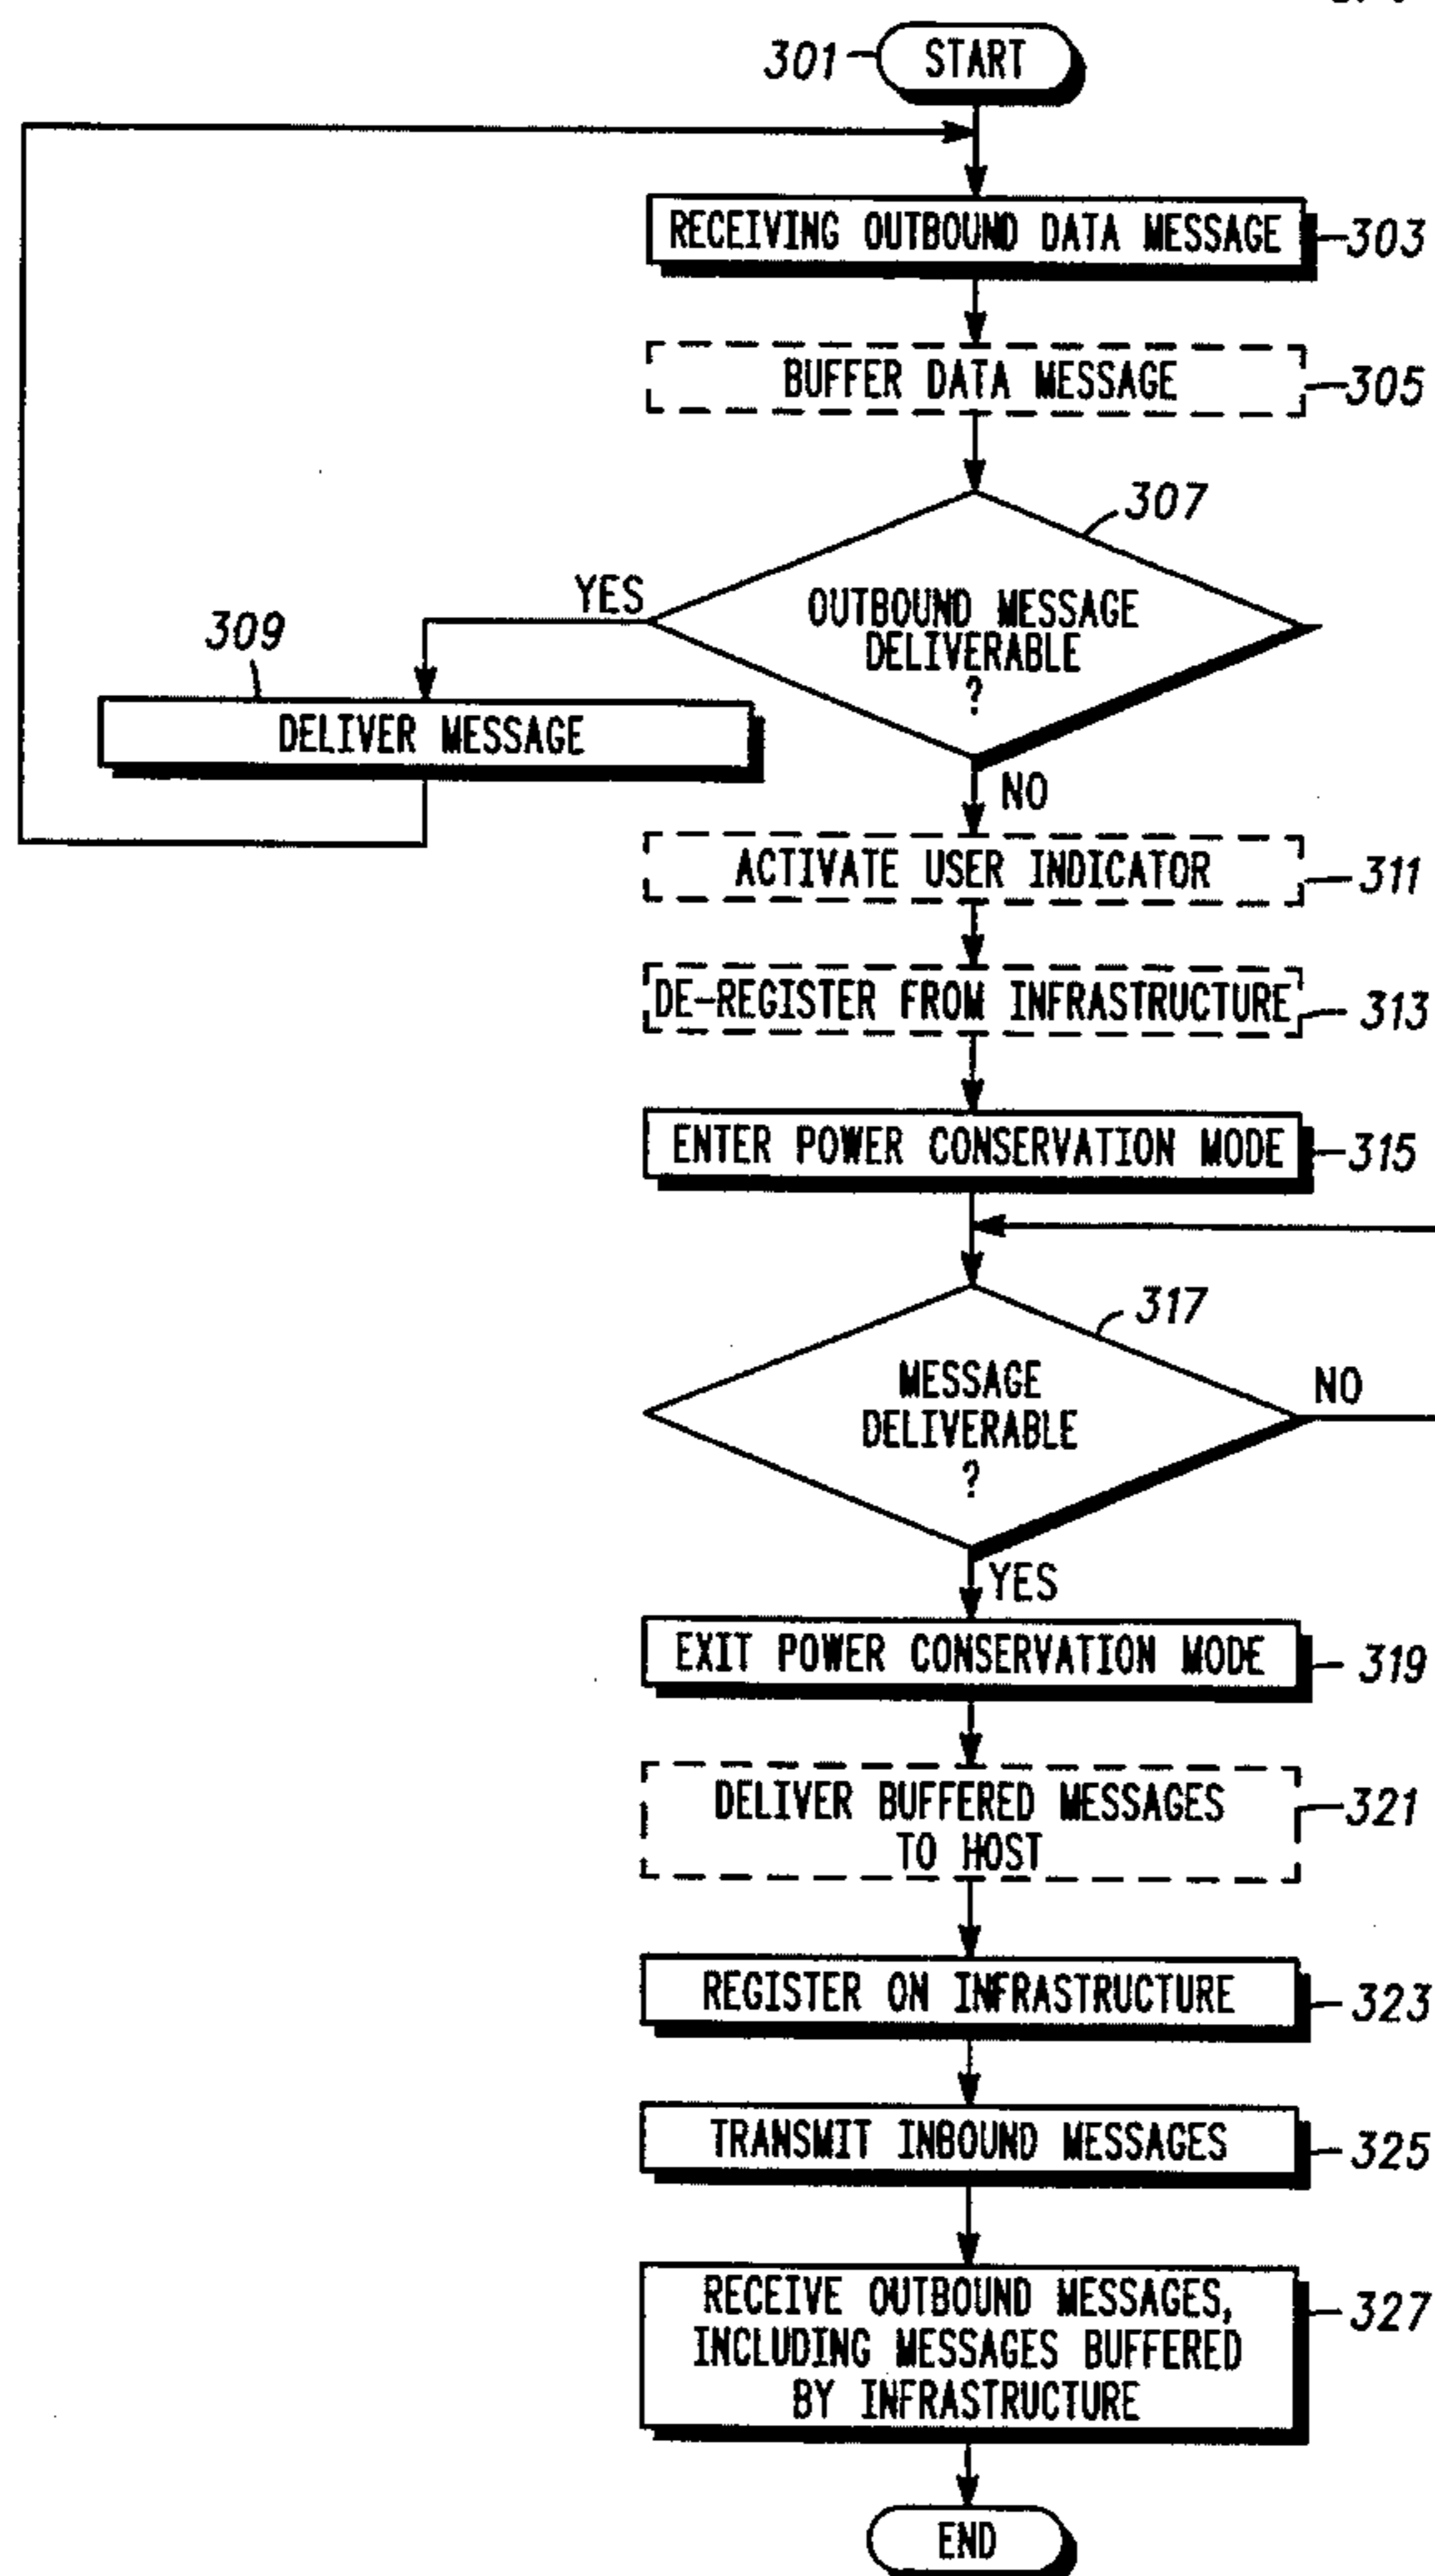 301 START
RECEIVING OUTBOUND DATA MESSAGE 303
BUFFER DATA MESSAGE 305
307
YES
OUTBOUND MESSAGE
DELIVERABLE
?
309
DELIVER MESSAGE
NO
ACTIVATE USER INDICATOR 311
DE-REGISTER FROM INFRASTRUCTURE 313
ENTER POWER CONSERVATION MODE 315
317
MESSAGE
DELIVERABLE
?
NO
YES
EXIT POWER CONSERVATION MODE 319
DELIVER BUFFERED MESSAGES
TO HOST
321
REGISTER ON INFRASTRUCTURE 323
TRANSMIT INBOUND MESSAGES 325
RECEIVE OUTBOUND MESSAGES,
INCLUDING MESSAGES BUFFERED
BY INFRASTRUCTURE
327
END